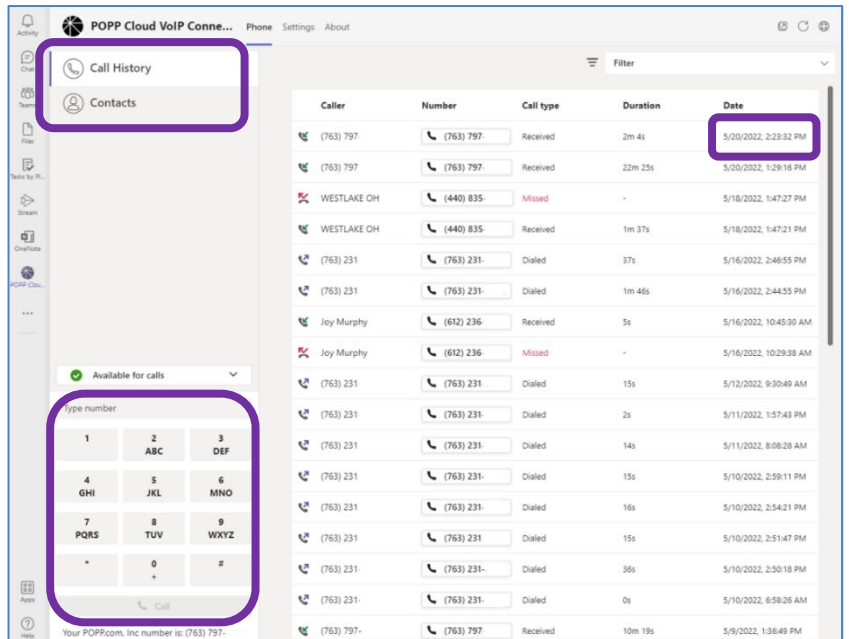 Activity
Chat
Teams
Files
Tasks by Pl...
Stream
OneNote
POPP Clou...
...
Apps
Help
POPP Cloud VoIP Conne... Phone Settings About
Call History
Contacts
Available for calls
Type number
1 2 3
ABC DEF
4 5 6
GHI JKL MNO
7 8 9
PQRS TUV WXYZ
* 0 #
+
Call
Your POPP.com. Inc number is: (763) 797-
Filter
Caller Number Call type Duration Date
(763) 797- (763) 797- Received 2m 4s 5/20/2022, 2:23:32 PM
(763) 797 (763) 797- Received 22m 25s 5/20/2022, 1:29:16 PM
WESTLAKE OH (440) 835- Missed - 5/18/2022, 1:47:27 PM
WESTLAKE OH (440) 835- Received 1m 37s 5/18/2022, 1:47:21 PM
(763) 231 (763) 231- Dialed 37s 5/16/2022, 2:46:55 PM
(763) 231 (763) 231- Dialed 1m 46s 5/16/2022, 2:44:55 PM
Joy Murphy (612) 236- Received 5s 5/16/2022, 10:45:30 AM
Joy Murphy (612) 236- Missed - 5/16/2022, 10:29:38 AM
(763) 231 (763) 231- Dialed 15s 5/12/2022, 9:30:49 AM
(763) 231 (763) 231- Dialed 2s 5/11/2022, 1:57:43 PM
(763) 231 (763) 231- Dialed 14s 5/11/2022, 8:08:28 AM
(763) 231 (763) 231- Dialed 15s 5/10/2022, 2:59:11 PM
(763) 231 (763) 231- Dialed 16s 5/10/2022, 2:54:21 PM
(763) 231 (763) 231 Dialed 15s 5/10/2022, 2:51:47 PM
(763) 231- (763) 231-. Dialed 36s 5/10/2022, 2:50:18 PM
(763) 231- (763) 231- Dialed 0s 5/10/2022, 6:58:26 AM
(763) 797- (763) 797- Received 10m 19s 5/9/2022, 1:36:49 PM